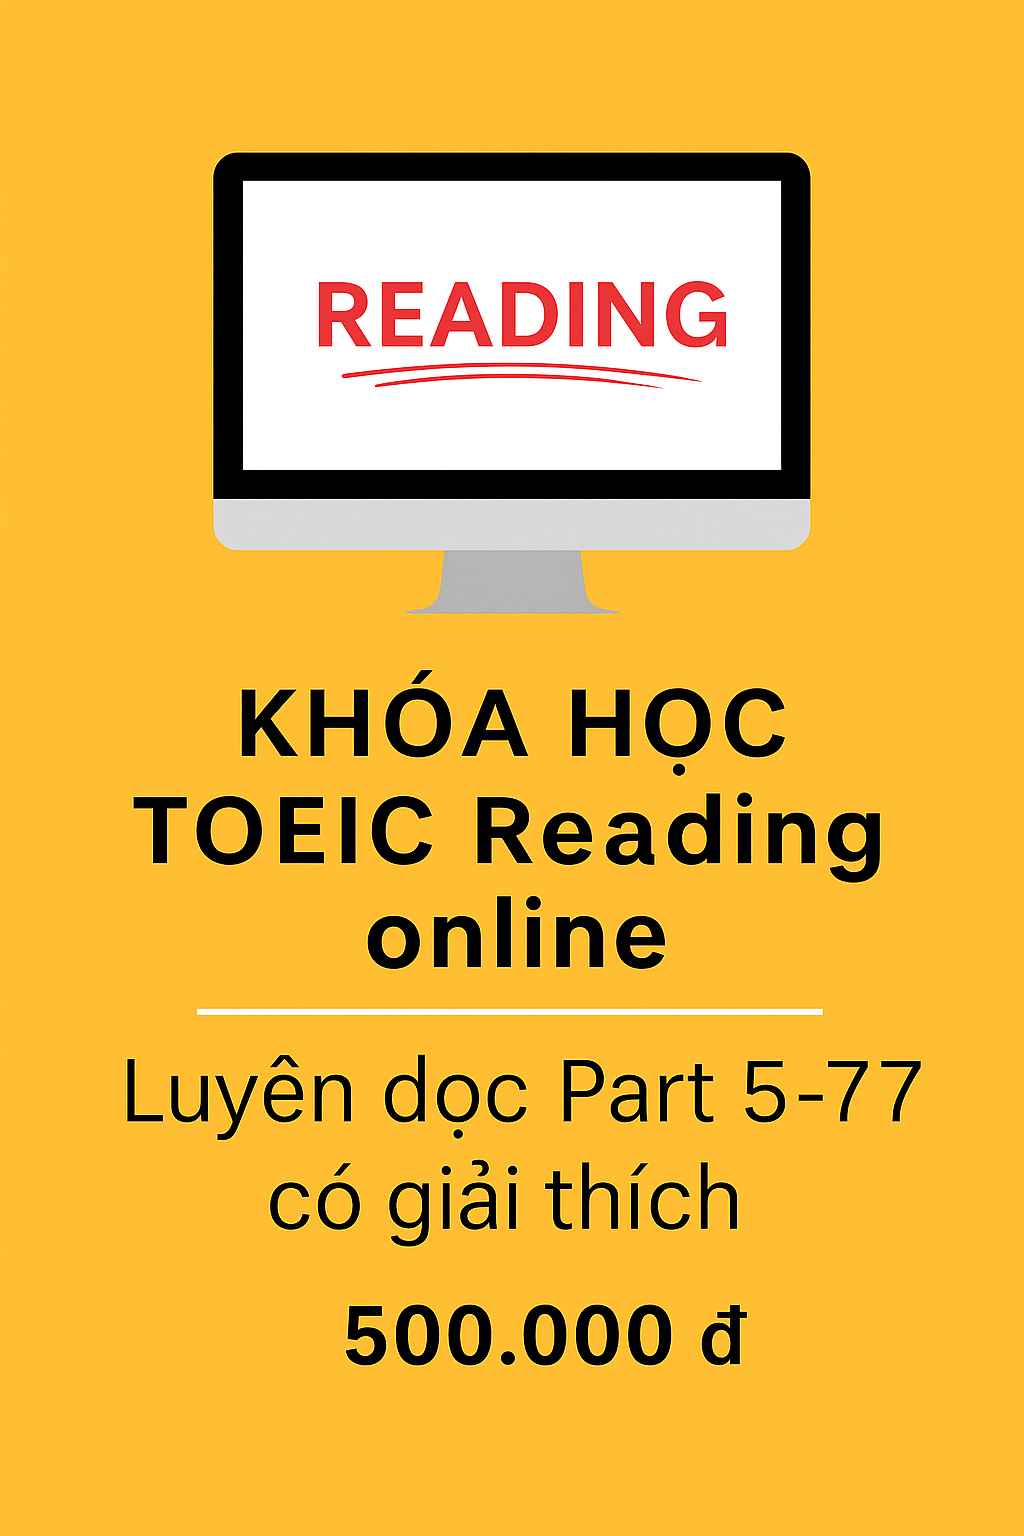 READING
KHÓA HỌC
TOEIC Reading
online
Luyên dọc Part 5-77
có giải thích
500.000 đ